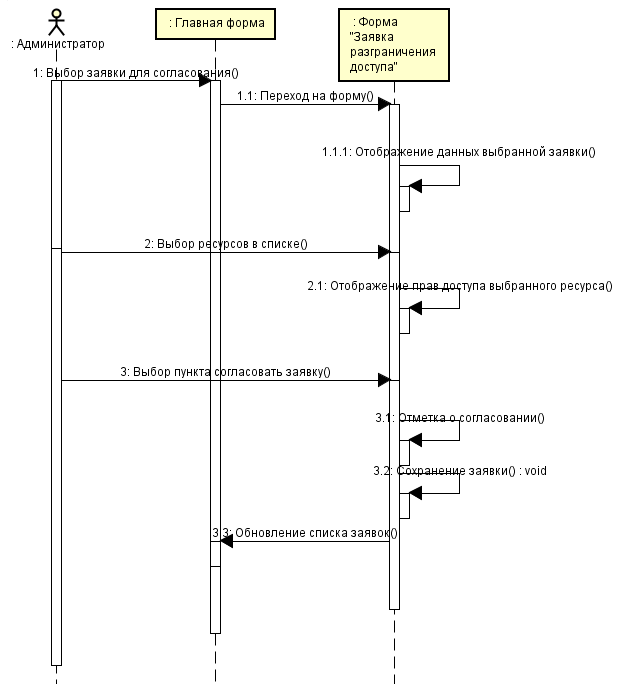 : Администратор
: Главная форма
: Форма
"Заявка
разграничения
доступа"
1: Выбор заявки для согласования()
1.1: Переход на форму()
1.1.1: Отображение данных выбранной заявки()
2: Выбор ресурсов в списке()
2.1: Отображение прав доступа выбранного ресурса()
3: Выбор пункта согласовать заявку()
3.1: Отметка о согласовании()
3.2: Сохранение заявки() : void
3.3: Обновление списка заявок()